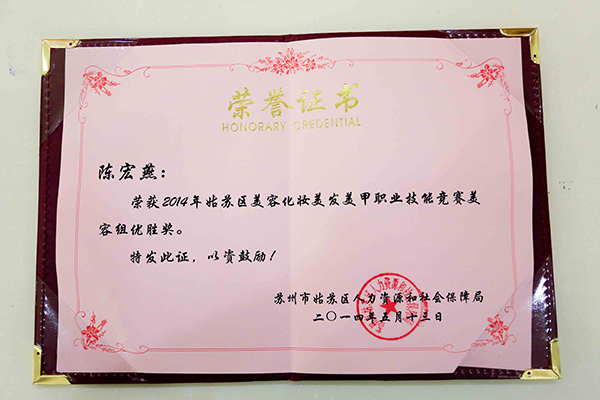 荣誉证书
HONORARY CREDENTIAL
陈宏燕：
荣获2014年姑苏区美容化妆美发美甲职业技能竞赛美
容组优胜奖。
特发此证，以资鼓励！
苏州市姑苏区人力资源和社会保障局
二〇一四年五月十三日